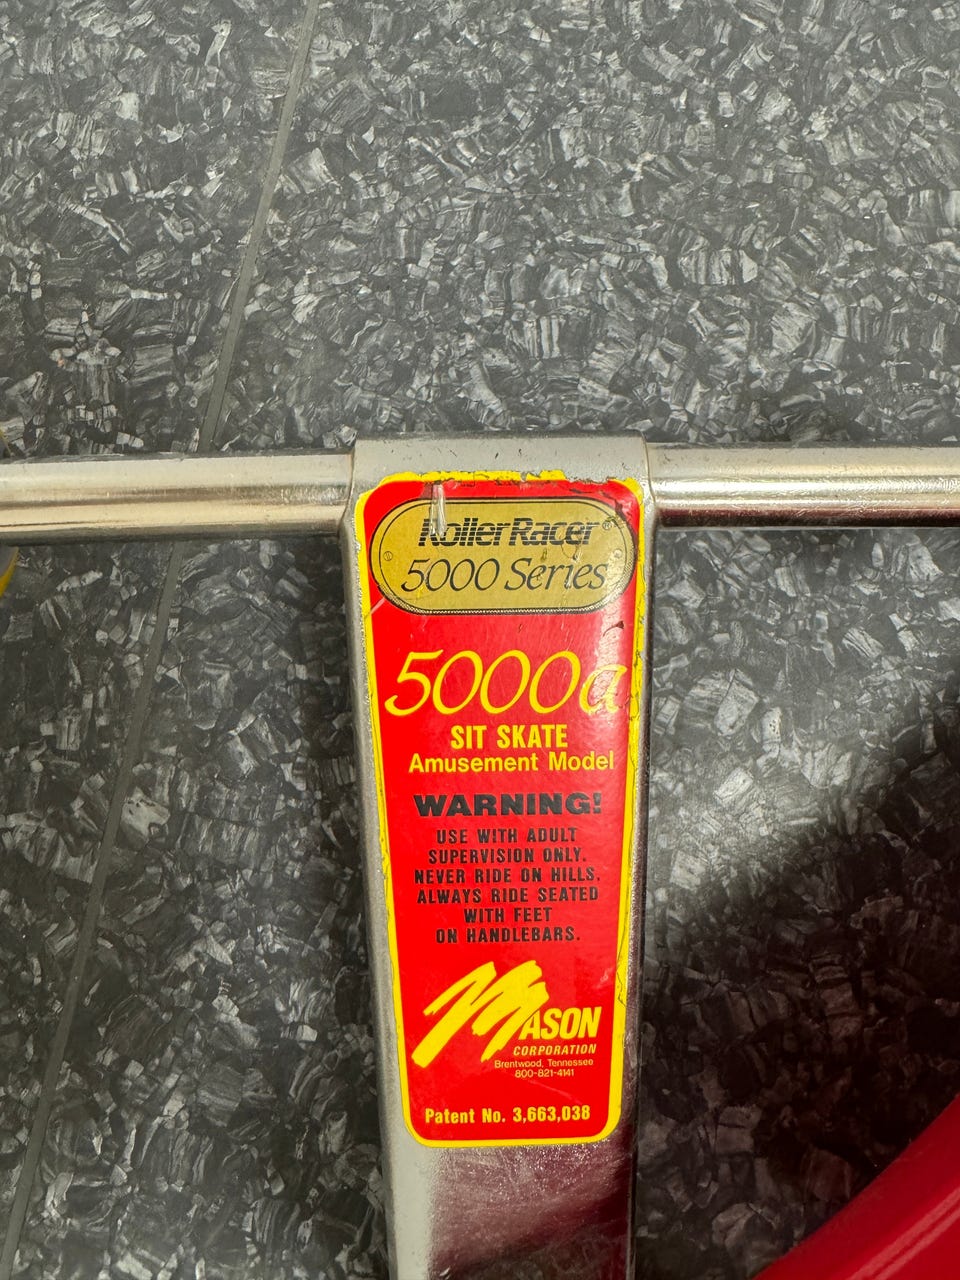 RollerRacer®
5000 Series
5000a
SIT SKATE
Amusement Model
WARNING!
USE WITH ADULT
SUPERVISION ONLY.
NEVER RIDE ON HILLS.
ALWAYS RIDE SEATED
WITH FEET
ON HANDLEBARS.
MASON
CORPORATION
Brentwood, Tennessee
800-821-4141
Patent No. 3,663,038